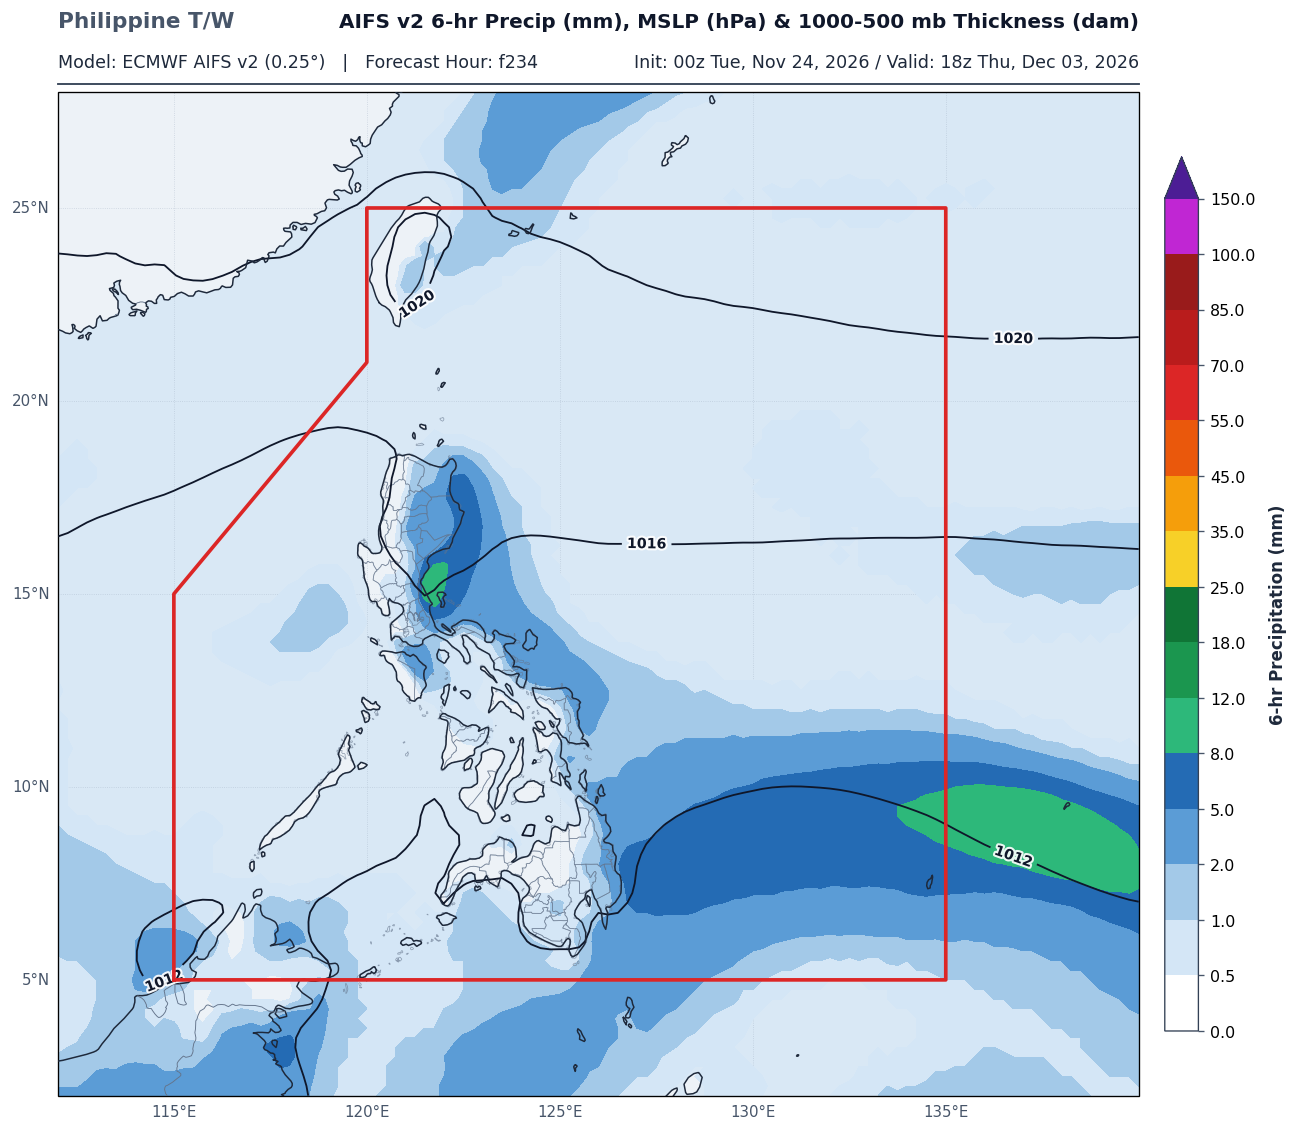 Philippine T/W
AIFS v2 6-hr Precip (mm), MSLP (hPa) & 1000-500 mb Thickness (dam)
Model: ECMWF AIFS v2 (0.25°) | Forecast Hour: f234
Init: 00z Tue, Nov 24, 2026 / Valid: 18z Thu, Dec 03, 2026
25°N
20°N
15°N
10°N
5°N
115°E
120°E
125°E
130°E
135°E
1020
1020
1016
1012
1012
150.0
100.0
85.0
70.0
55.0
45.0
35.0
25.0
18.0
12.0
8.0
5.0
2.0
1.0
0.5
0.0
6-hr Precipitation (mm)